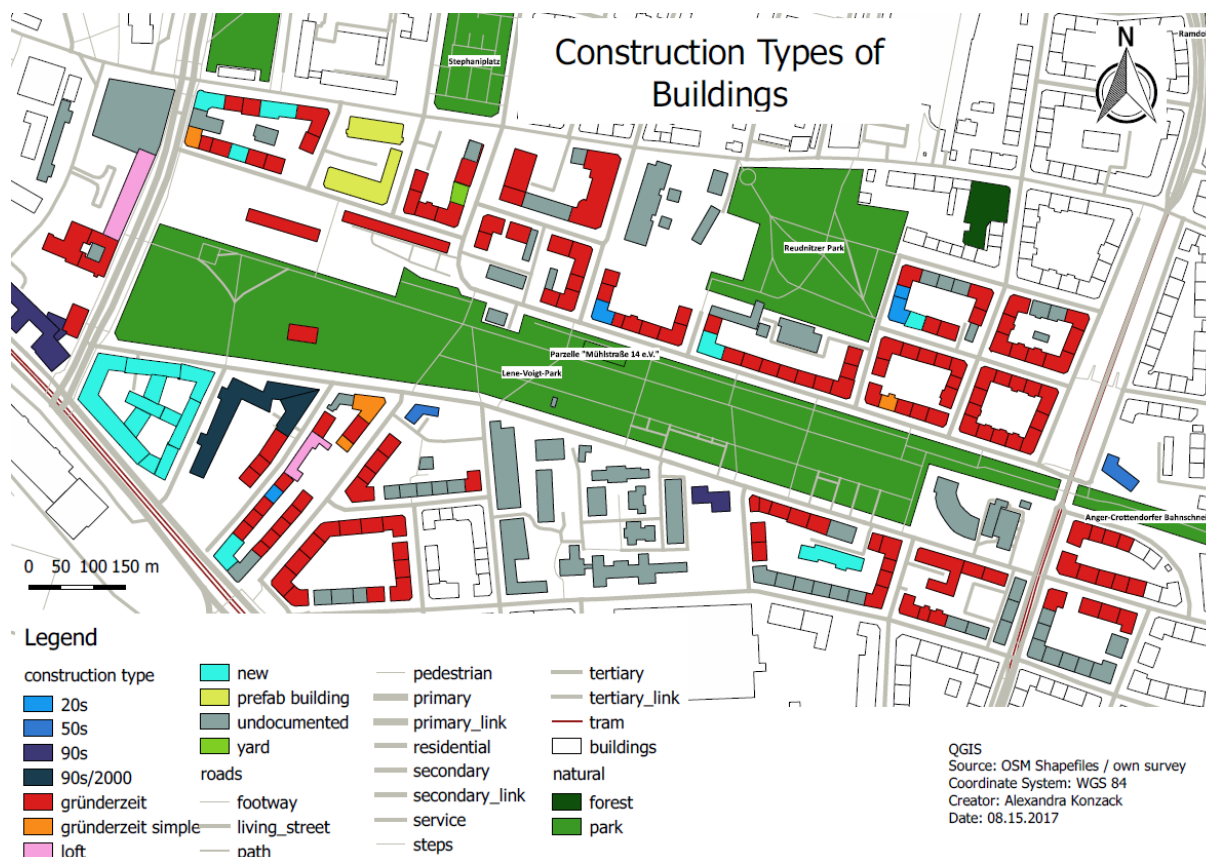 Construction Types of
Buildings
N
Stephaniplatz
Reudnitzer Park
Parzelle "Mühlstraße 14 e.V."
Lene-Voigt-Park
Anger-Crottendorfer Bahnschnei
0 50 100 150 m
Legend
construction type
20s
50s
90s
90s/2000
gründerzeit
gründerzeit simple
loft
new
prefab building
undocumented
yard
roads
footway
living_street
path
pedestrian
primary
primary_link
residential
secondary
secondary_link
service
steps
tertiary
tertiary_link
tram
buildings
natural
forest
park
QGIS
Source: OSM Shapefiles / own survey
Coordinate System: WGS 84
Creator: Alexandra Konzack
Date: 08.15.2017